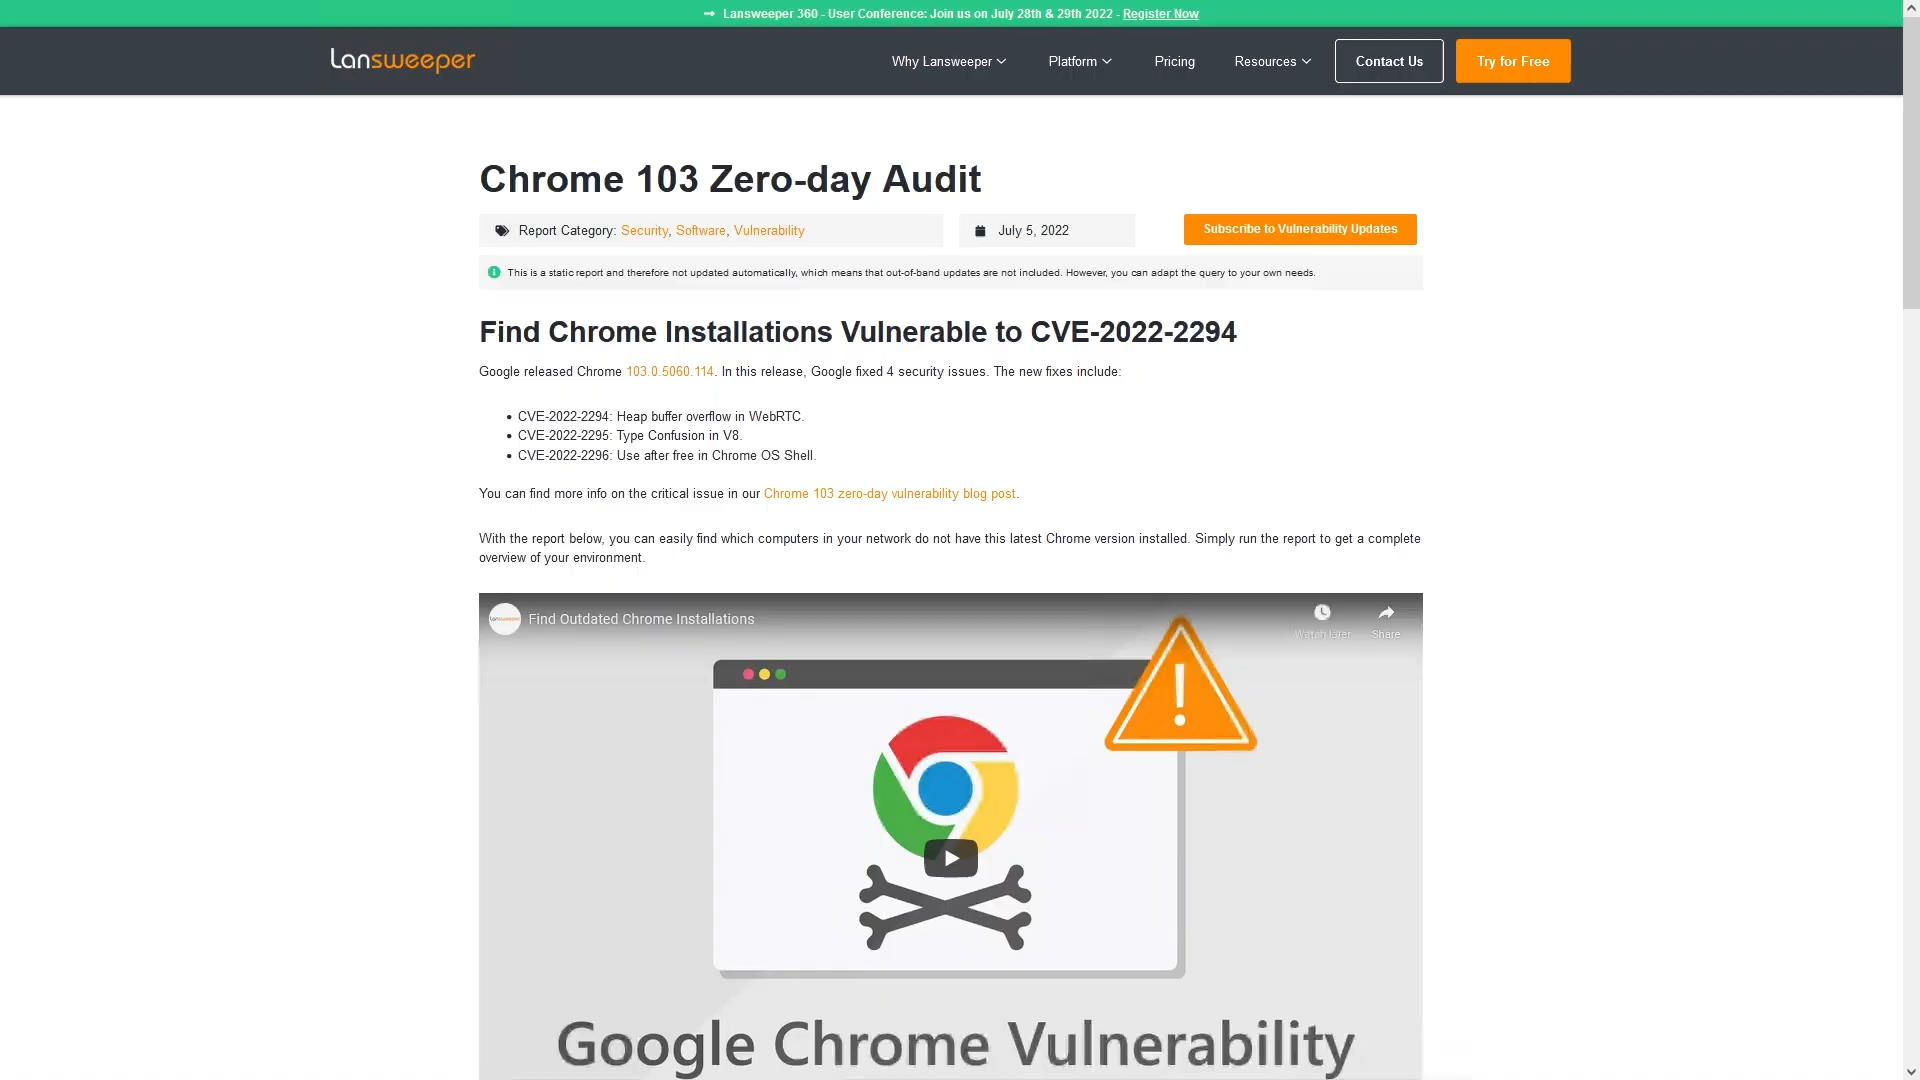 Lansweeper 360 - User Conference: Join us on July 28th & 29th 2022 - Register Now
Lansweeper
Why Lansweeper
Platform
Pricing
Resources
Contact Us
Try for Free
Chrome 103 Zero-day Audit
Report Category: Security, Software, Vulnerability
July 5, 2022
Subscribe to Vulnerability Updates
This is a static report and therefore not updated automatically, which means that out-of-band updates are not included. However, you can adapt the query to your own needs.
Find Chrome Installations Vulnerable to CVE-2022-2294
Google released Chrome 103.0.5060.114. In this release, Google fixed 4 security issues. The new fixes include:
• CVE-2022-2294: Heap buffer overflow in WebRTC.
• CVE-2022-2295: Type Confusion in V8.
• CVE-2022-2296: Use after free in Chrome OS Shell.
You can find more info on the critical issue in our Chrome 103 zero-day vulnerability blog post.
With the report below, you can easily find which computers in your network do not have this latest Chrome version installed. Simply run the report to get a complete
overview of your environment.
Lansweeper
Find Outdated Chrome Installations
Watch later
Share
!
Google Chrome Vulnerability